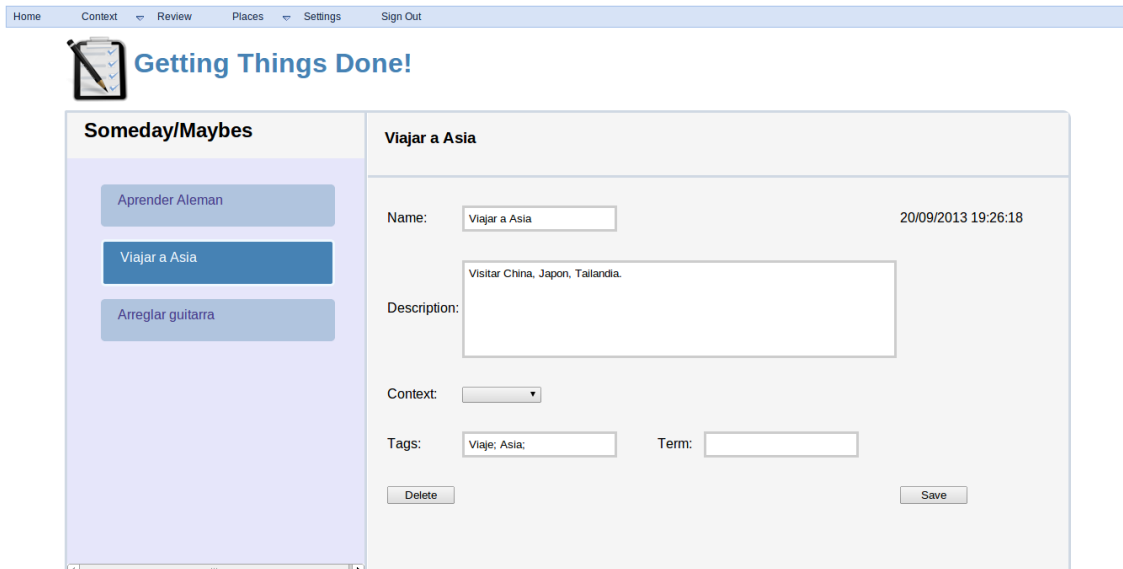 Home Context Review Places Settings Sign Out
Getting Things Done!
Someday/Maybes
Aprender Aleman
Viajar a Asia
Arreglar guitarra
Viajar a Asia
Name: Viajar a Asia 20/09/2013 19:26:18
Description: Visitar China, Japon, Tailandia.
Context:
Tags: Viaje; Asia; Term:
Delete Save